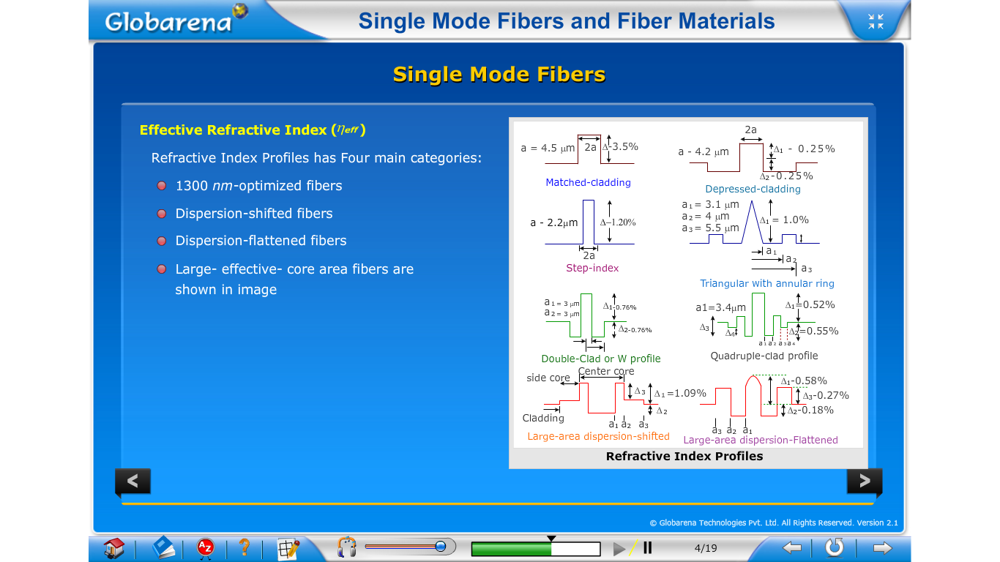 Globarena
Single Mode Fibers and Fiber Materials
Single Mode Fibers
Effective Refractive Index (ηeff)
Refractive Index Profiles has Four main categories:
1300 nm-optimized fibers
Dispersion-shifted fibers
Dispersion-flattened fibers
Large- effective- core area fibers are
shown in image
a = 4.5 μm
2a
Δ-3.5%
Matched-cladding
2a
a - 4.2 μm
Δ₁ - 0.25%
Δ₂-0.25%
Depressed-cladding
a - 2.2μm
Δ–1.20%
2a
Step-index
a₁ = 3.1 μm
a₂ = 4 μm
a₃ = 5.5 μm
Δ₁ = 1.0%
a₁
a₂
a₃
Triangular with annular ring
a₁ = 3 μm
a₂ = 3 μm
Δ₁-0.76%
Δ₂-0.76%
Double-Clad or W profile
a1=3.4μm
Δ₁=0.52%
Δ₃
Δ₄
Δ₂=0.55%
a₁ a₂ a₃ a₄
Quadruple-clad profile
Center core
side core
Δ₃
Δ₁=1.09%
Δ₂
Cladding
a₁ a₂ a₃
Large-area dispersion-shifted
Δ₁-0.58%
Δ₃-0.27%
Δ₂-0.18%
a₃ a₂ a₁
Large-area dispersion-Flattened
Refractive Index Profiles
<
>
© Globarena Technologies Pvt. Ltd. All Rights Reserved. Version 2.1
AZ
?
4/19